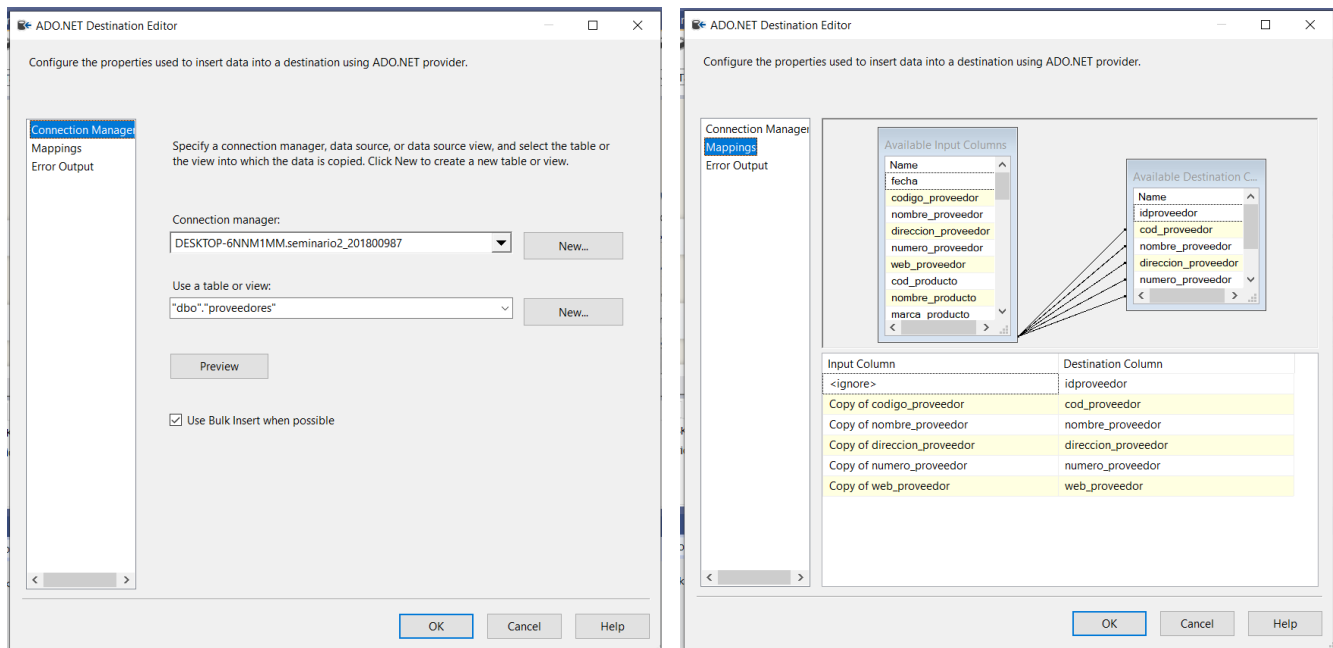 ADO.NET Destination Editor
Configure the properties used to insert data into a destination using ADO.NET provider.
Connection Manager
Mappings
Error Output
Specify a connection manager, data source, or data source view, and select the table or
the view into which the data is copied. Click New to create a new table or view.
Connection manager:
DESKTOP-6NNM1MM.seminario2_201800987
New...
Use a table or view:
"dbo"."proveedores"
New...
Preview
Use Bulk Insert when possible
OK Cancel Help
ADO.NET Destination Editor
Configure the properties used to insert data into a destination using ADO.NET provider.
Connection Manager
Mappings
Error Output
Available Input Columns
Name
fecha
codigo_proveedor
nombre_proveedor
direccion_proveedor
numero_proveedor
web_proveedor
cod_producto
nombre_producto
marca_producto
Available Destination C...
Name
idproveedor
cod_proveedor
nombre_proveedor
direccion_proveedor
numero_proveedor
Input Column Destination Column
<ignore> idproveedor
Copy of codigo_proveedor cod_proveedor
Copy of nombre_proveedor nombre_proveedor
Copy of direccion_proveedor direccion_proveedor
Copy of numero_proveedor numero_proveedor
Copy of web_proveedor web_proveedor
OK Cancel Help